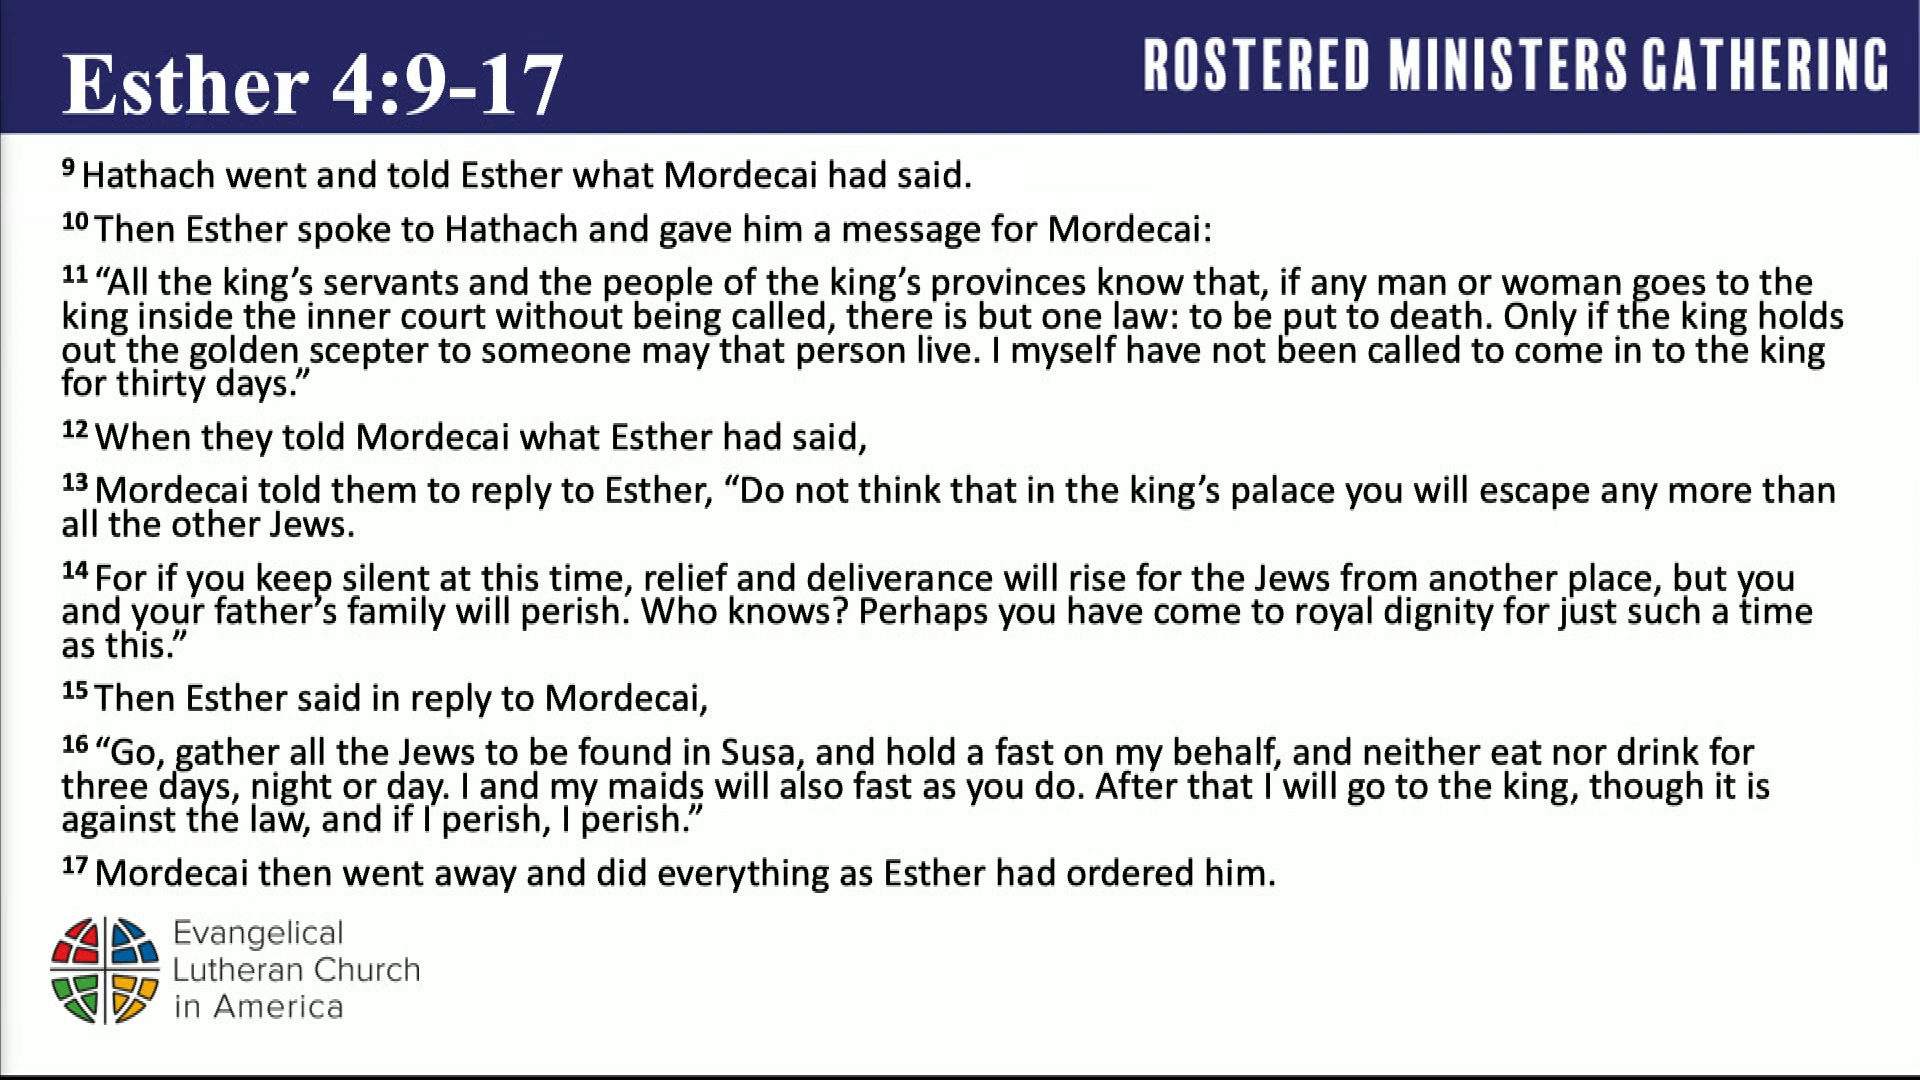 Esther 4:9-17
ROSTERED MINISTERS GATHERING
9 Hathach went and told Esther what Mordecai had said.
10 Then Esther spoke to Hathach and gave him a message for Mordecai:
11 “All the king’s servants and the people of the king’s provinces know that, if any man or woman goes to the
king inside the inner court without being called, there is but one law: to be put to death. Only if the king holds
out the golden scepter to someone may that person live. I myself have not been called to come in to the king
for thirty days.”
12 When they told Mordecai what Esther had said,
13 Mordecai told them to reply to Esther, “Do not think that in the king’s palace you will escape any more than
all the other Jews.
14 For if you keep silent at this time, relief and deliverance will rise for the Jews from another place, but you
and your father’s family will perish. Who knows? Perhaps you have come to royal dignity for just such a time
as this.”
15 Then Esther said in reply to Mordecai,
16 “Go, gather all the Jews to be found in Susa, and hold a fast on my behalf, and neither eat nor drink for
three days, night or day. I and my maids will also fast as you do. After that I will go to the king, though it is
against the law, and if I perish, I perish.”
17 Mordecai then went away and did everything as Esther had ordered him.
Evangelical
Lutheran Church
in America